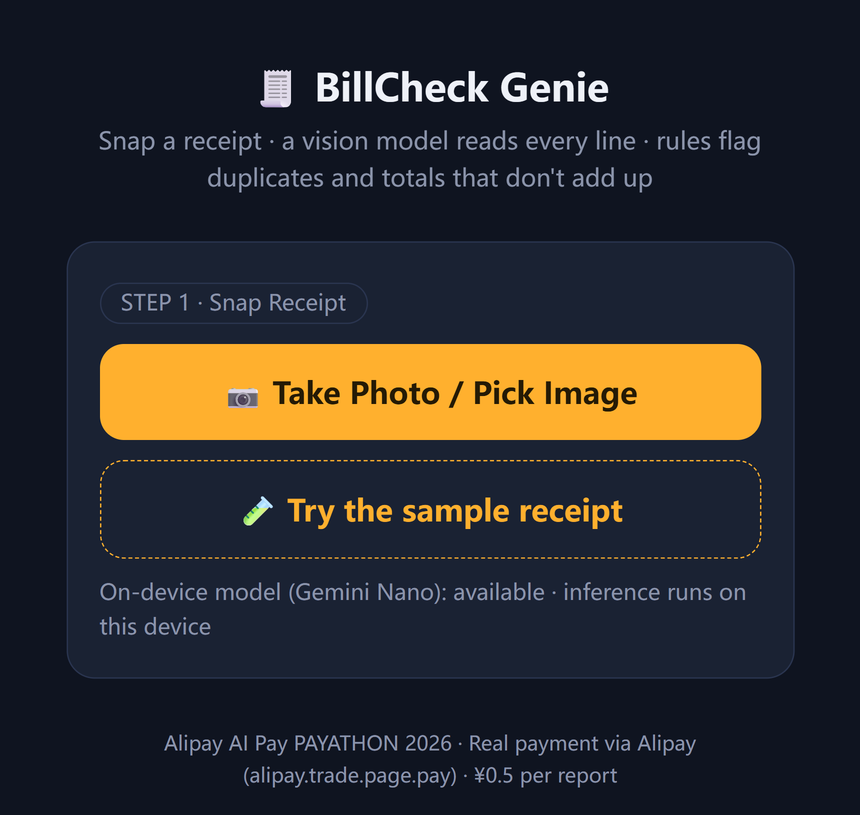 BillCheck Genie
Snap a receipt · a vision model reads every line · rules flag
duplicates and totals that don't add up
STEP 1 · Snap Receipt
Take Photo / Pick Image
Try the sample receipt
On-device model (Gemini Nano): available · inference runs on
this device
Alipay AI Pay PAYATHON 2026 · Real payment via Alipay
(alipay.trade.page.pay) · ¥0.5 per report